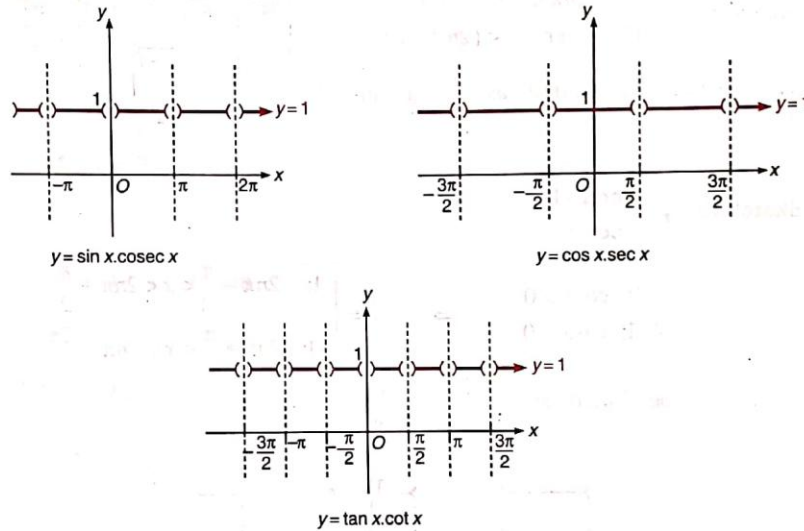 y
1
y=1
-π
O
π
2π
x
y=sin x.cosec x
y
1
y=1
-3π/2
-π/2
O
π/2
3π/2
x
y=cos x.sec x
y
1
y=1
-3π/2
-π
-π/2
O
π/2
π
3π/2
x
y=tan x.cot x